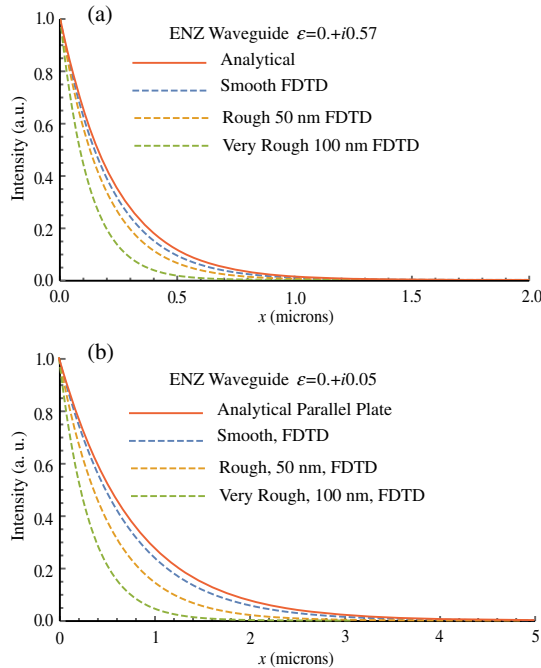 (a)
ENZ Waveguide ε=0.+i0.57
Analytical
Smooth FDTD
Rough 50 nm FDTD
Very Rough 100 nm FDTD
Intensity (a.u.)
1.0
0.8
0.6
0.4
0.2
0.0
0.0 0.5 1.0 1.5 2.0
x (microns)
(b)
ENZ Waveguide ε=0.+i0.05
Analytical Parallel Plate
Smooth, FDTD
Rough, 50 nm, FDTD
Very Rough, 100 nm, FDTD
Intensity (a. u.)
1.0
0.8
0.6
0.4
0.2
0.0
0 1 2 3 4 5
x (microns)